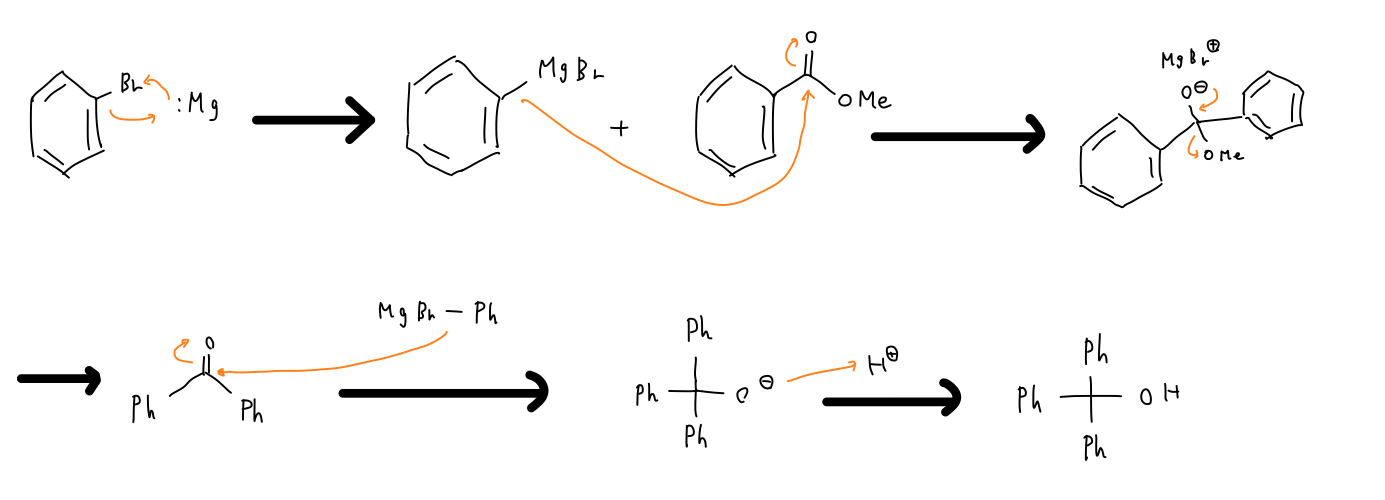 Br :Mg
MgBr
+
O
OMe
MgBr⊕
O⊖
OMe
MgBr — Ph
O
Ph Ph
Ph
Ph O ⊖ H⊕
Ph
Ph
Ph OH
Ph